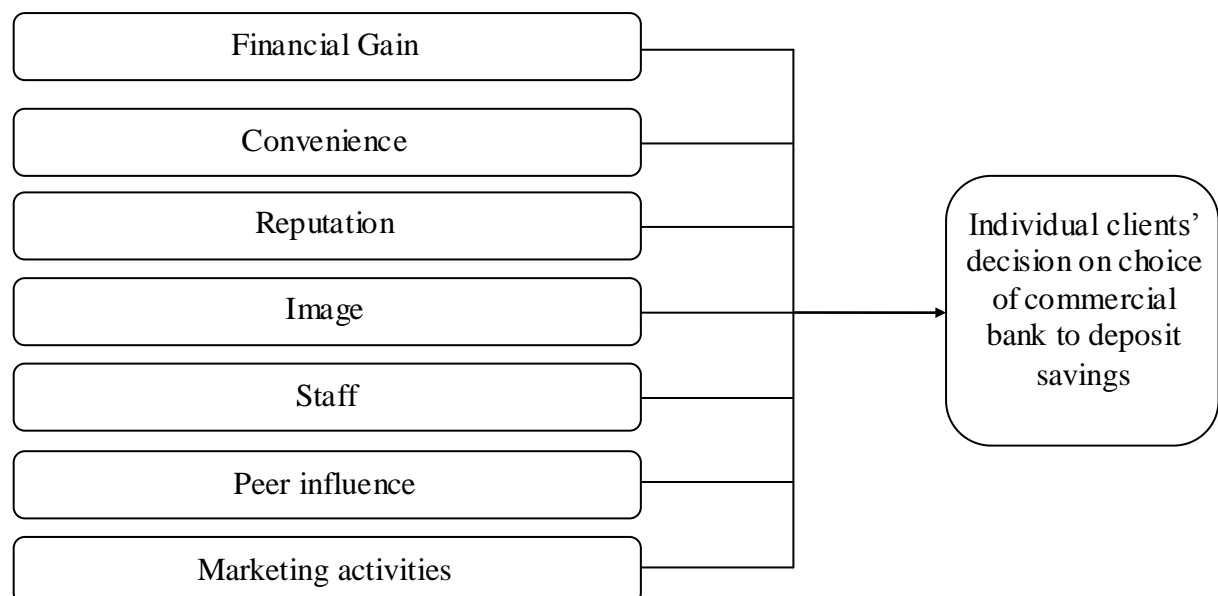 Financial Gain
Convenience
Reputation
Image
Staff
Peer influence
Marketing activities
Individual clients’
decision on choice
of commercial
bank to deposit
savings